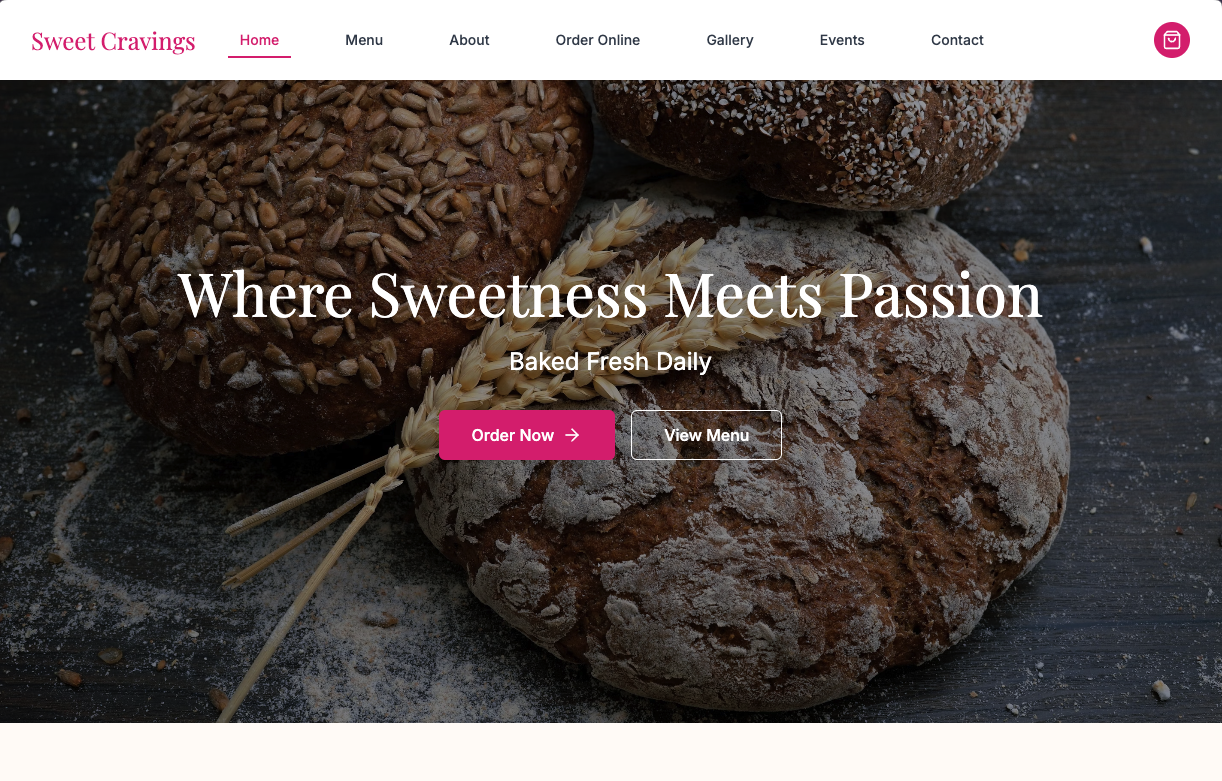 Sweet Cravings
Home
Menu
About
Order Online
Gallery
Events
Contact
Where Sweetness Meets Passion
Baked Fresh Daily
Order Now
View Menu